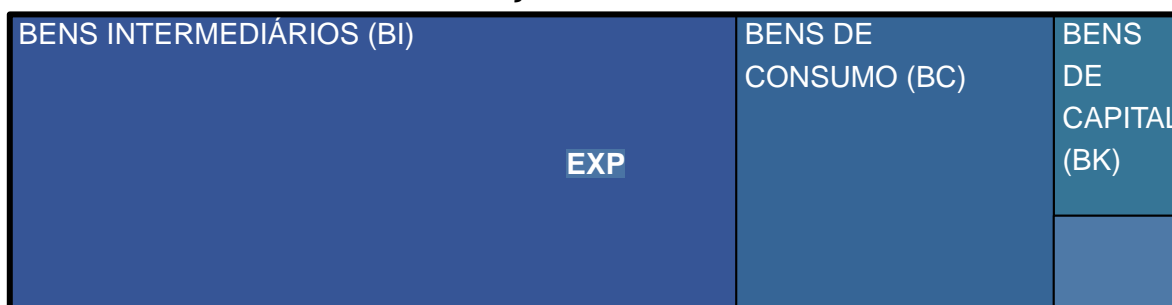 BENS INTERMEDIÁRIOS (BI)
BENS DE
CONSUMO (BC)
BENS
DE
CAPITAL
(BK)
EXP